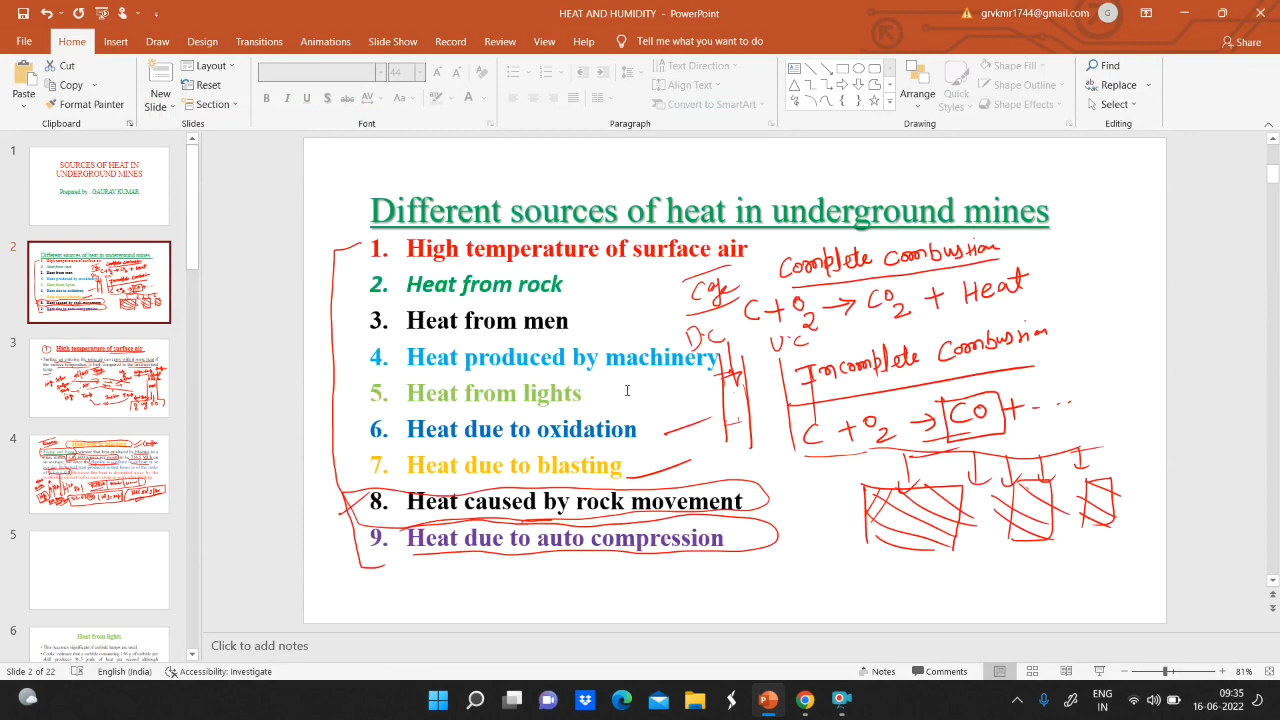 HEAT AND HUMIDITY - PowerPoint
grvkmr1744@gmail.com
G
File Home Insert Draw Design Transitions Animations Slide Show Record Review View Help Tell me what you want to do
Share
Paste
Cut
Copy
Format Painter
Clipboard
New Slide
Layout
Reset
Section
Slides
44
Font
Paragraph
Text Direction
Align Text
Convert to SmartArt
Arrange
Quick Styles
Shape Fill
Shape Outline
Shape Effects
Drawing
Find
Replace
Select
Editing
1
SOURCES OF HEAT IN
UNDERGROUND MINES
Prepared by : GAURAV KUMAR
2
3
4
5
6
Heat from lights
Different sources of heat in underground mines
1. High temperature of surface air
2. Heat from rock
3. Heat from men
4. Heat produced by machinery
5. Heat from lights
6. Heat due to oxidation
7. Heat due to blasting
8. Heat caused by rock movement
9. Heat due to auto compression
Complete Combustion
Cage
C + O2 → CO2 + Heat
D.C
U.C
Incomplete Combustion
C + O2 → CO + ...
Click to add notes
Slide 2 of 22
English (India)
Accessibility: Investigate
Notes
Comments
81%
ENG
IN
09:35
16-06-2022